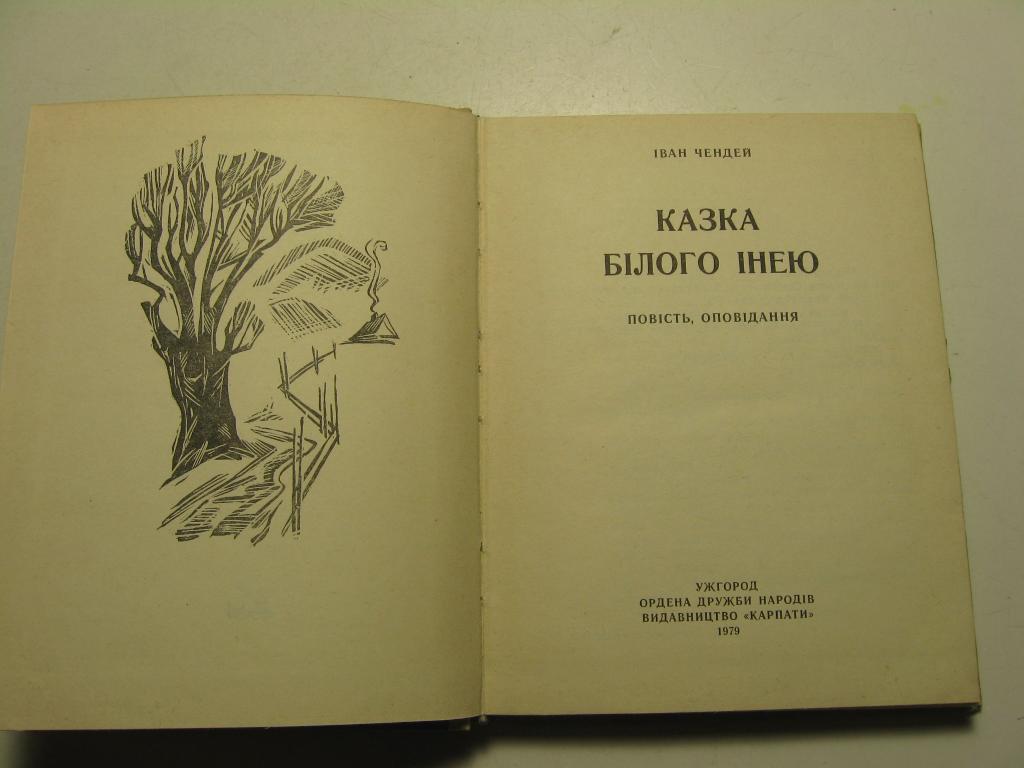 ІВАН ЧЕНДЕЙ
КАЗКА
БІЛОГО ІНЕЮ
ПОВІСТЬ, ОПОВІДАННЯ
УЖГОРОД
ОРДЕНА ДРУЖБИ НАРОДІВ
ВИДАВНИЦТВО «КАРПАТИ»
1979